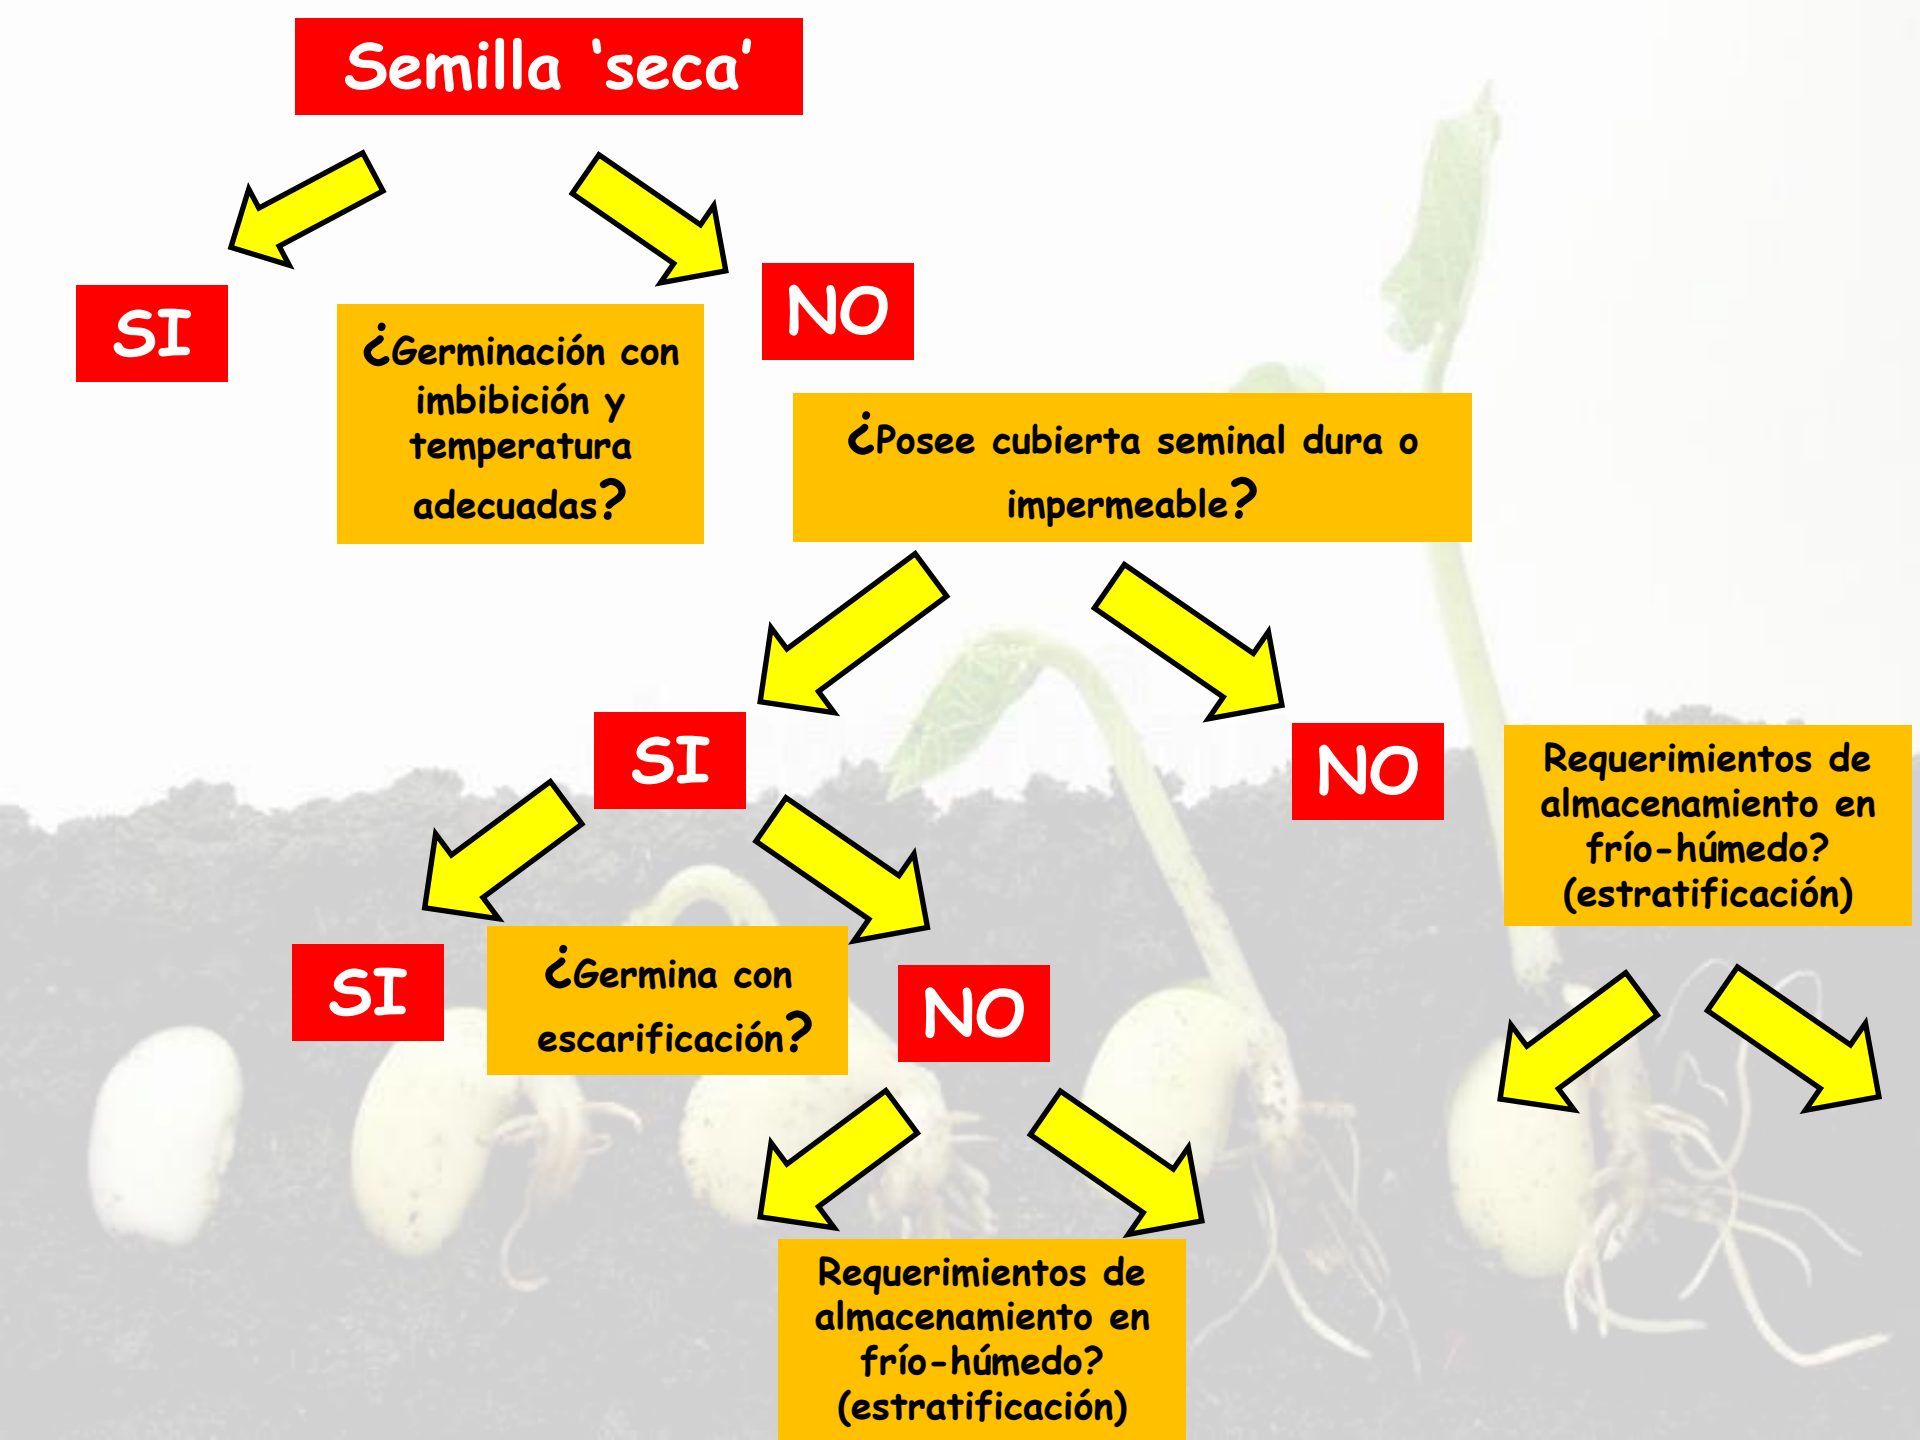 Semilla ‘seca’
SI
¿Germinación con
imbibición y
temperatura
adecuadas?
NO
¿Posee cubierta seminal dura o
impermeable?
SI
NO
Requerimientos de
almacenamiento en
frío-húmedo?
(estratificación)
SI
¿Germina con
escarificación?
NO
Requerimientos de
almacenamiento en
frío-húmedo?
(estratificación)